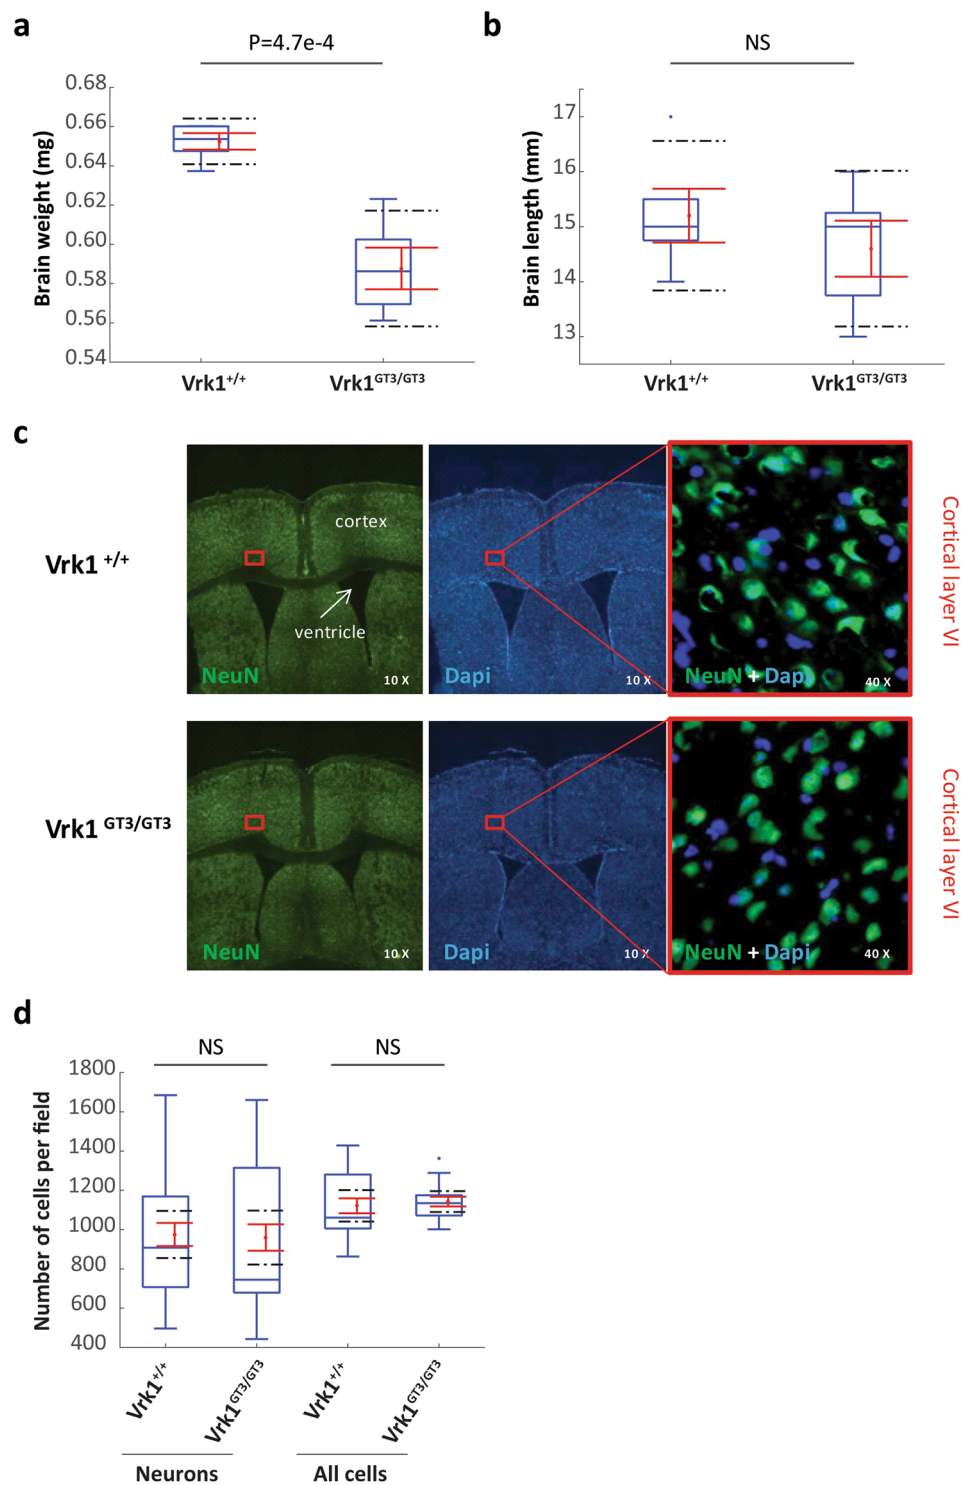 a
b
P=4.7e-4
NS
Brain weight (mg)
0.68
0.66
0.64
0.62
0.60
0.58
0.56
0.54
Vrk1+/+
Vrk1GT3/GT3
Brain length (mm)
17
16
15
14
13
Vrk1+/+
Vrk1GT3/GT3
c
Vrk1 +/+
cortex
ventricle
NeuN
10 X
Dapi
10 X
NeuN + Dapi
40 X
Cortical layer VI
Vrk1 GT3/GT3
NeuN
10 X
Dapi
10 X
NeuN + Dapi
40 X
Cortical layer VI
d
NS
NS
Number of cells per field
1800
1600
1400
1200
1000
800
600
400
Vrk1+/+
Vrk1GT3/GT3
Vrk1+/+
Vrk1GT3/GT3
Neurons
All cells